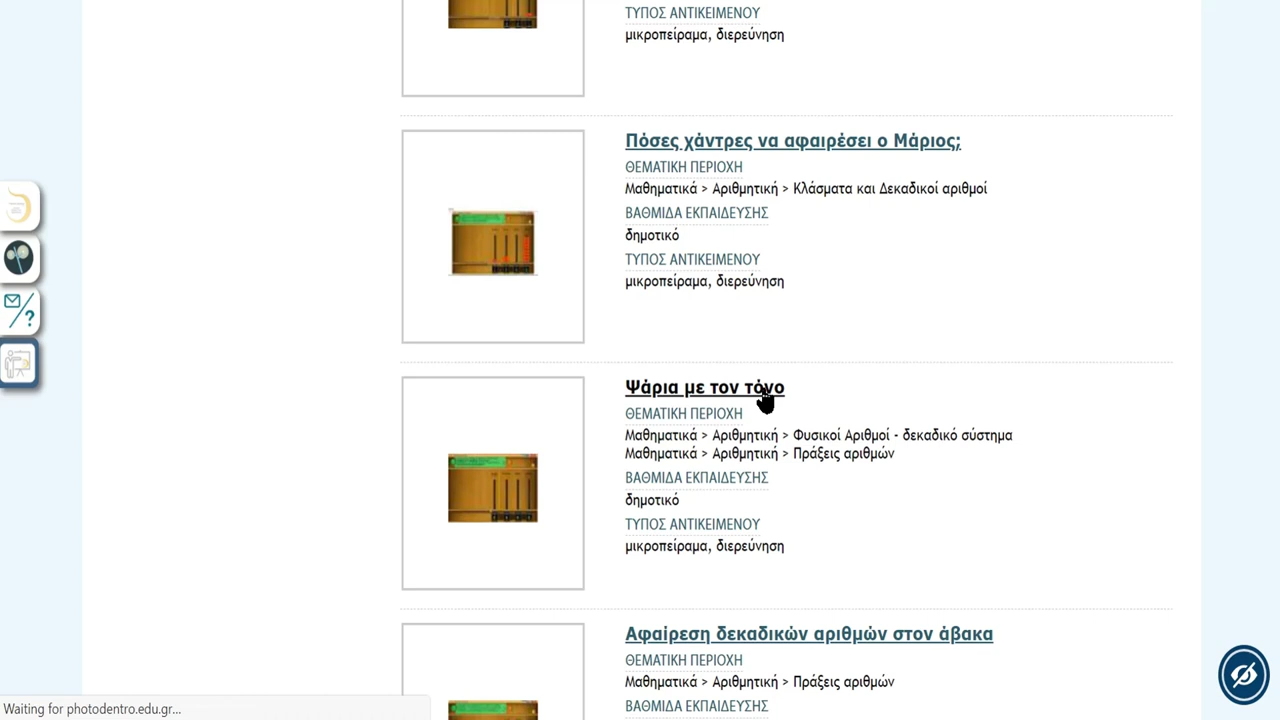 ΤΥΠΟΣ ΑΝΤΙΚΕΙΜΕΝΟΥ
μικροπείραμα, διερεύνηση
Πόσες χάντρες να αφαιρέσει ο Μάριος;
ΘΕΜΑΤΙΚΗ ΠΕΡΙΟΧΗ
Μαθηματικά > Αριθμητική > Κλάσματα και Δεκαδικοί αριθμοί
ΒΑΘΜΙΔΑ ΕΚΠΑΙΔΕΥΣΗΣ
δημοτικό
ΤΥΠΟΣ ΑΝΤΙΚΕΙΜΕΝΟΥ
μικροπείραμα, διερεύνηση
Ψάρια με τον τόνο
ΘΕΜΑΤΙΚΗ ΠΕΡΙΟΧΗ
Μαθηματικά > Αριθμητική > Φυσικοί Αριθμοί - δεκαδικό σύστημα
Μαθηματικά > Αριθμητική > Πράξεις αριθμών
ΒΑΘΜΙΔΑ ΕΚΠΑΙΔΕΥΣΗΣ
δημοτικό
ΤΥΠΟΣ ΑΝΤΙΚΕΙΜΕΝΟΥ
μικροπείραμα, διερεύνηση
Αφαίρεση δεκαδικών αριθμών στον άβακα
ΘΕΜΑΤΙΚΗ ΠΕΡΙΟΧΗ
Μαθηματικά > Αριθμητική > Πράξεις αριθμών
ΒΑΘΜΙΔΑ ΕΚΠΑΙΔΕΥΣΗΣ
Waiting for photodentro.edu.gr...